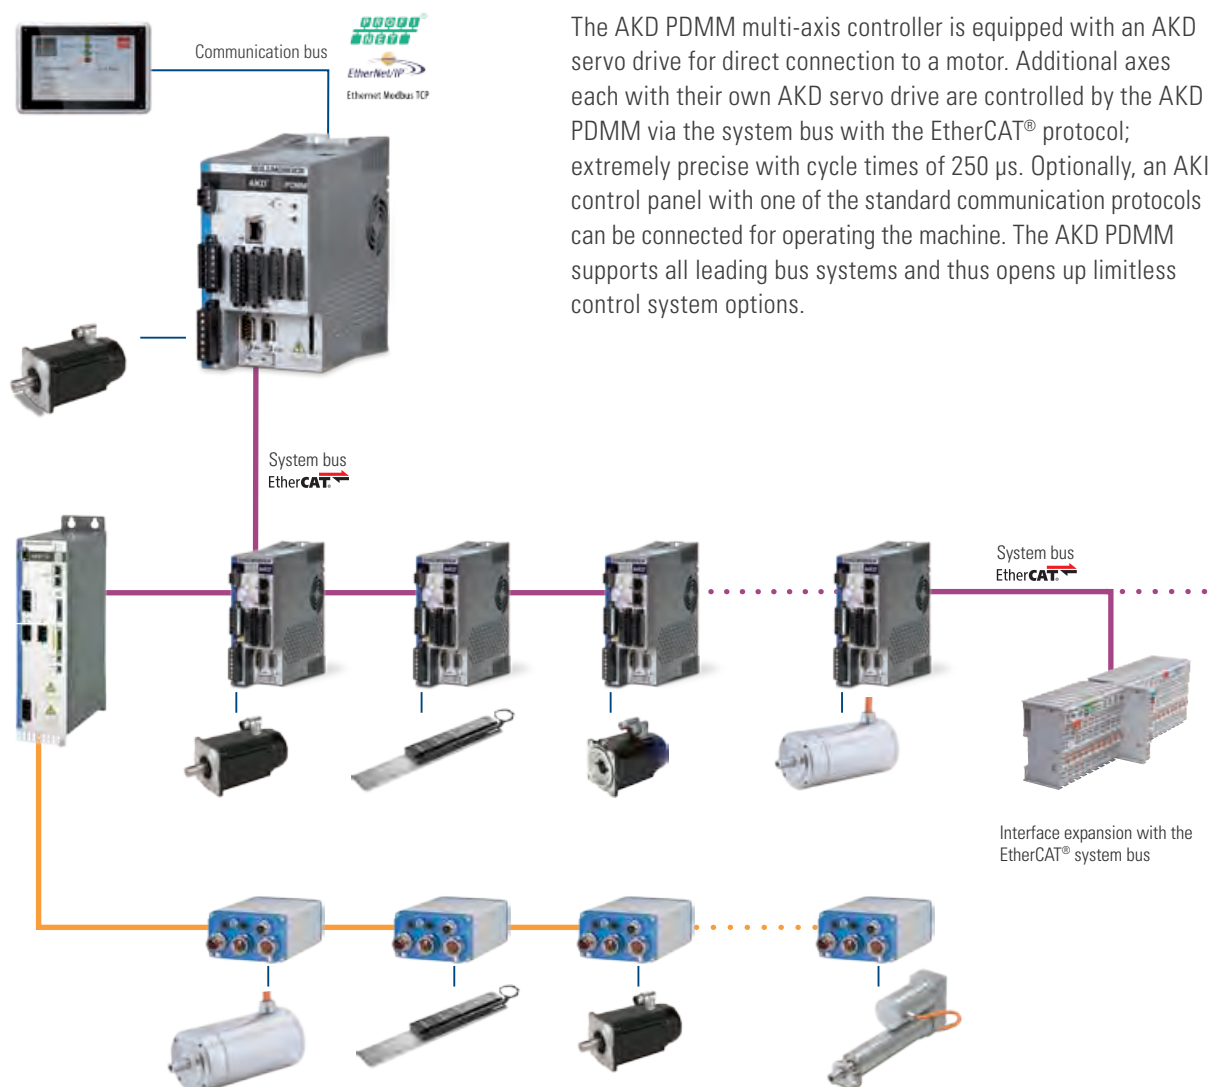 PROFI
NET®
EtherNet/IP
Ethernet Modbus TCP
Communication bus
The AKD PDMM multi-axis controller is equipped with an AKD
servo drive for direct connection to a motor. Additional axes
each with their own AKD servo drive are controlled by the AKD
PDMM via the system bus with the EtherCAT® protocol;
extremely precise with cycle times of 250 µs. Optionally, an AKI
control panel with one of the standard communication protocols
can be connected for operating the machine. The AKD PDMM
supports all leading bus systems and thus opens up limitless
control system options.
KOLLMORGEN
AKD PDMM
System bus
EtherCAT®
System bus
EtherCAT®
Interface expansion with the
EtherCAT® system bus